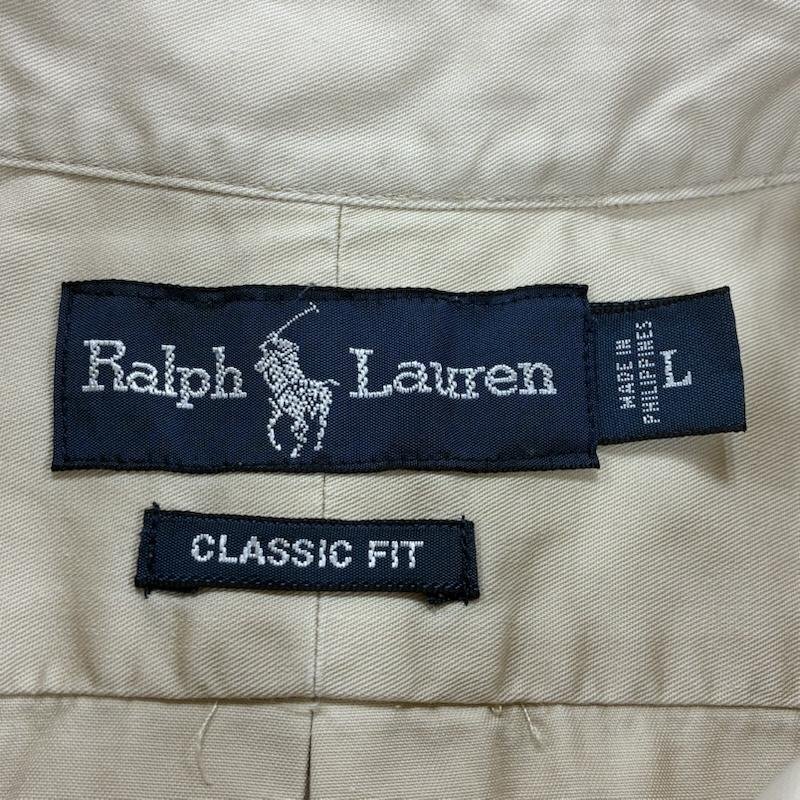 Ralph Lauren
MADE IN
PHILIPPINES
L
CLASSIC FIT